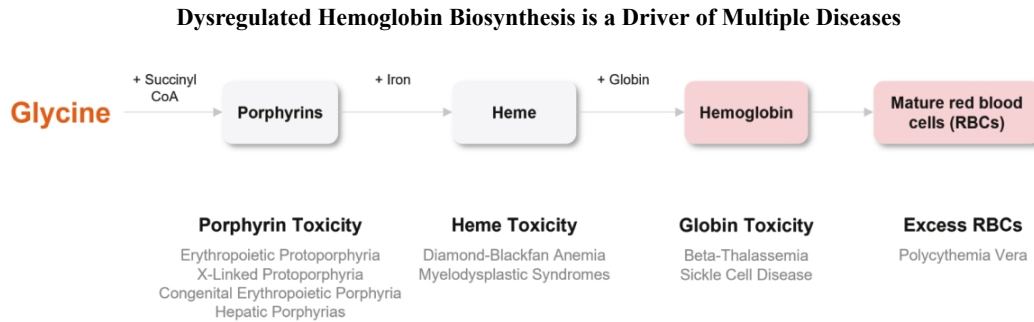 Dysregulated Hemoglobin Biosynthesis is a Driver of Multiple Diseases
Glycine
+ Succinyl
CoA
Porphyrins
+ Iron
Heme
+ Globin
Hemoglobin
Mature red blood
cells (RBCs)
Porphyrin Toxicity
Erythropoietic Protoporphyria
X-Linked Protoporphyria
Congenital Erythropoietic Porphyria
Hepatic Porphyrias
Heme Toxicity
Diamond-Blackfan Anemia
Myelodysplastic Syndromes
Globin Toxicity
Beta-Thalassemia
Sickle Cell Disease
Excess RBCs
Polycythemia Vera